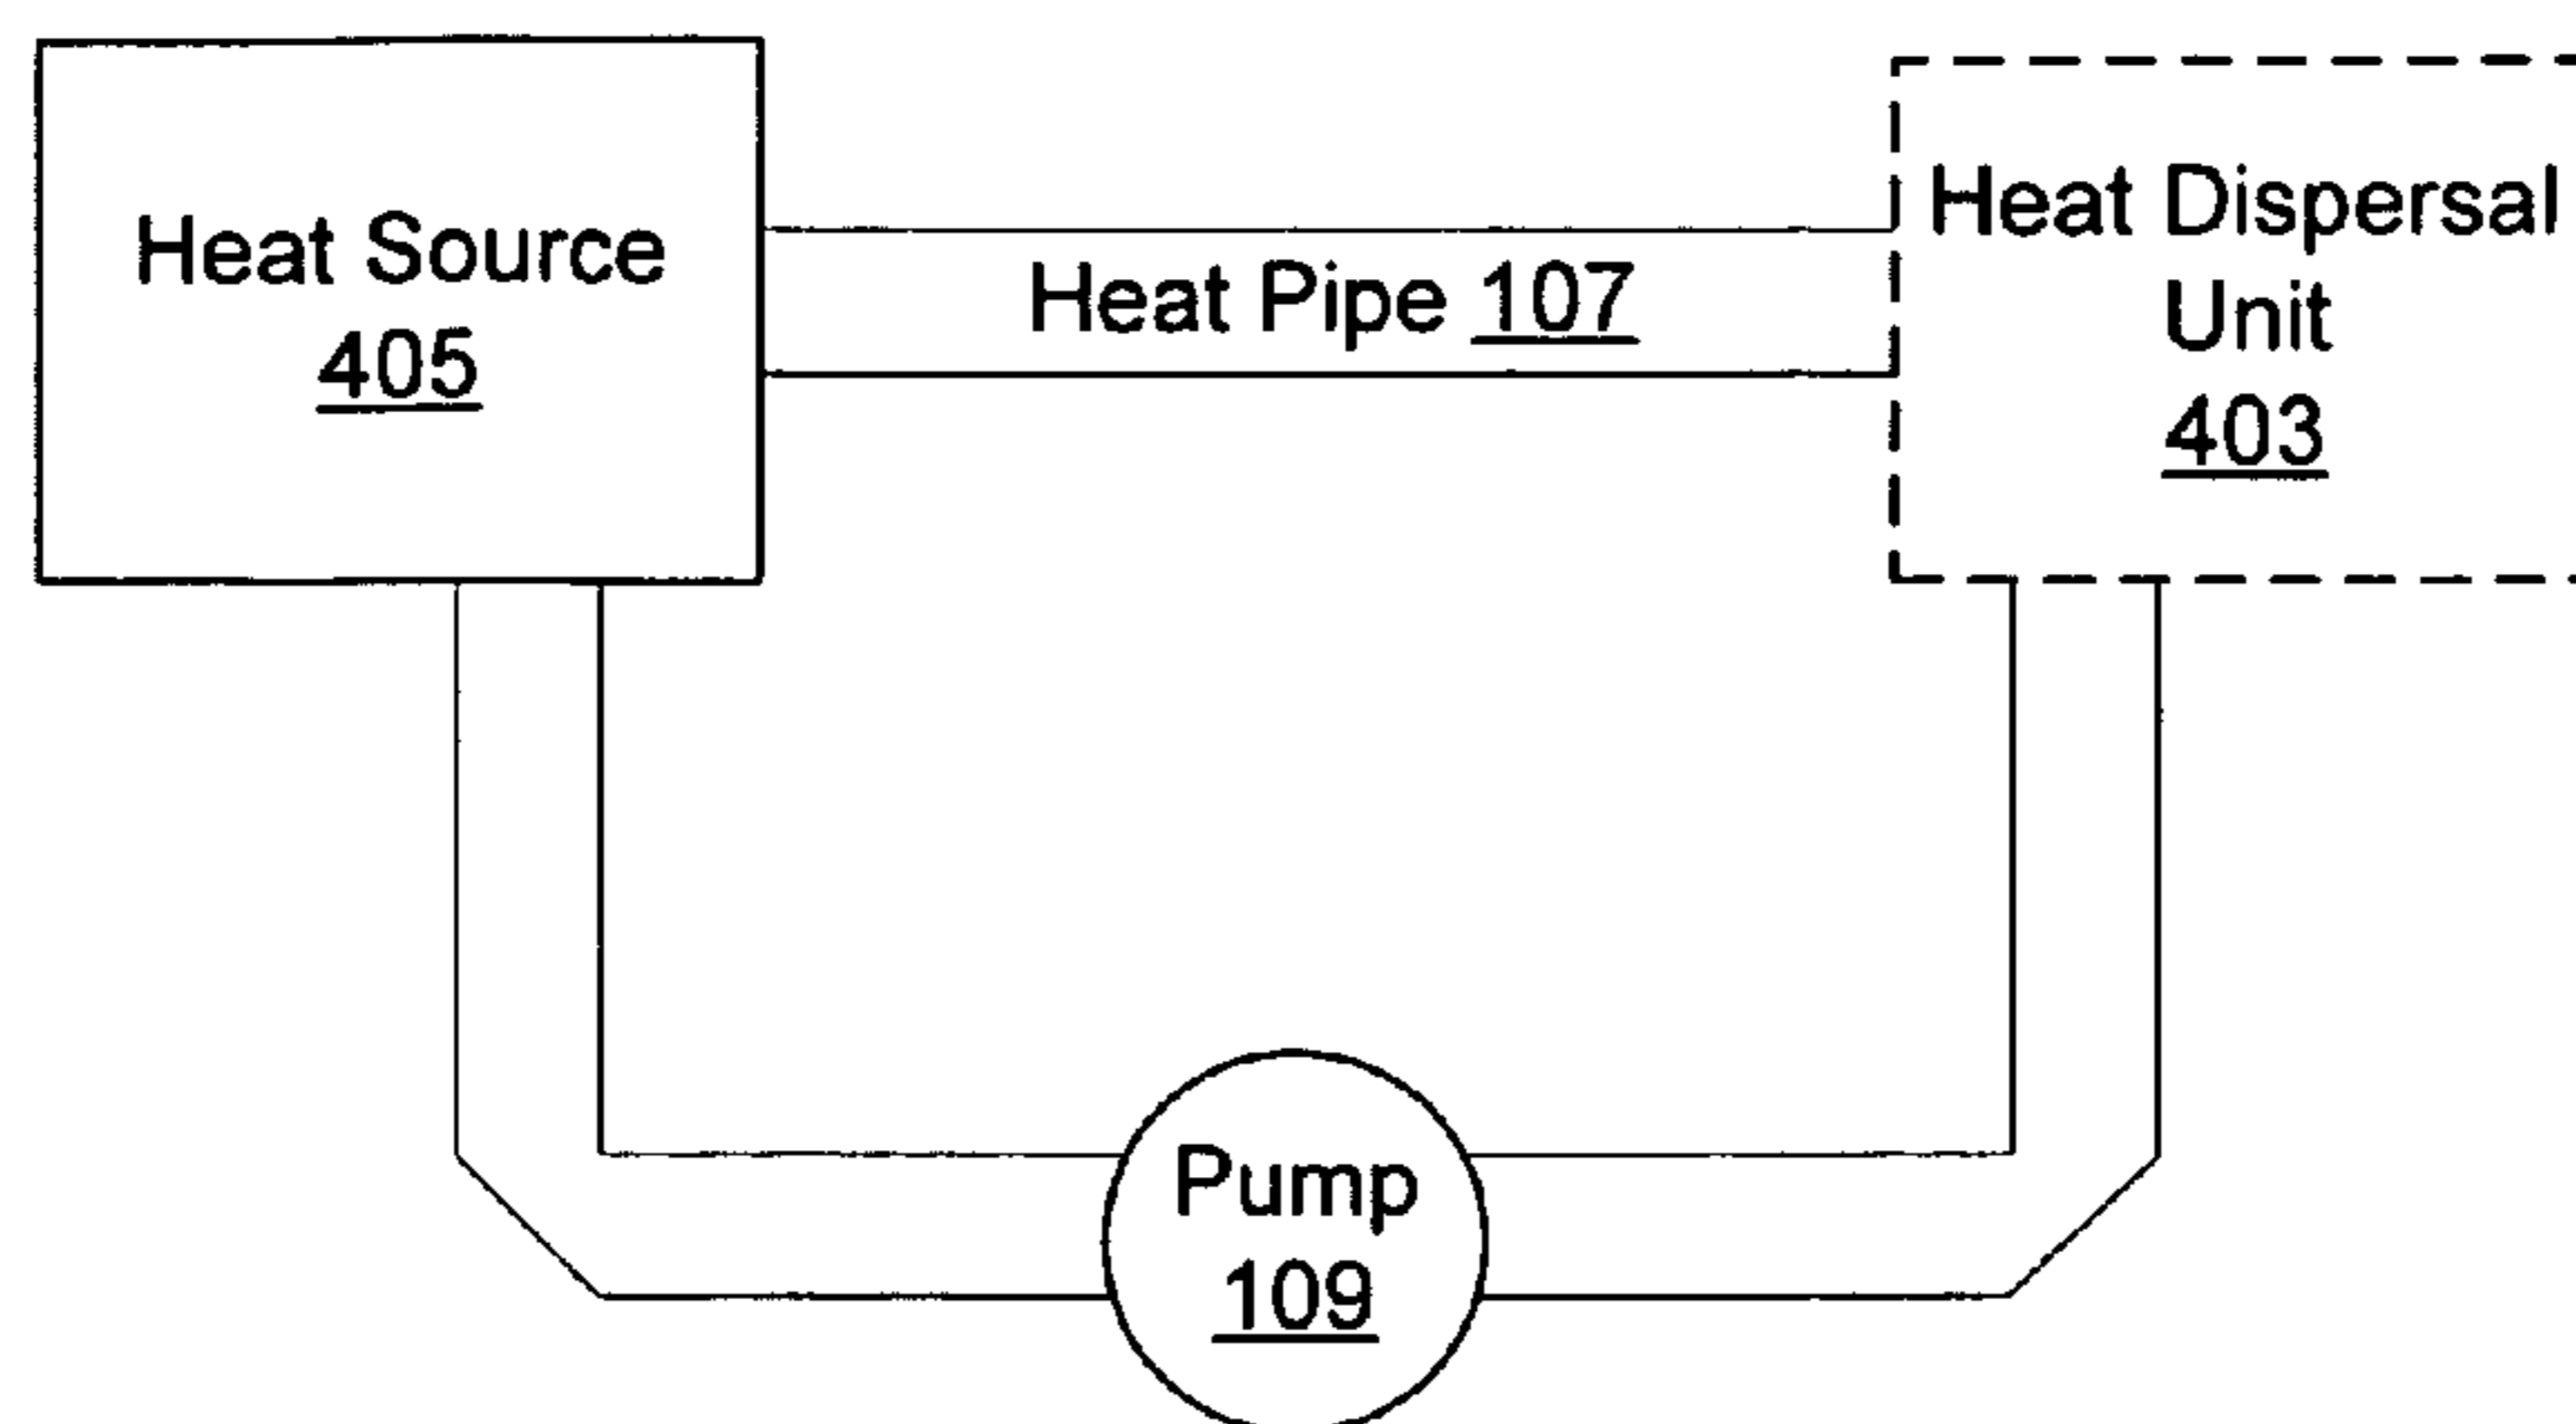 Heat Source
405
Heat Pipe 107
Heat Dispersal
Unit
403
Pump
109